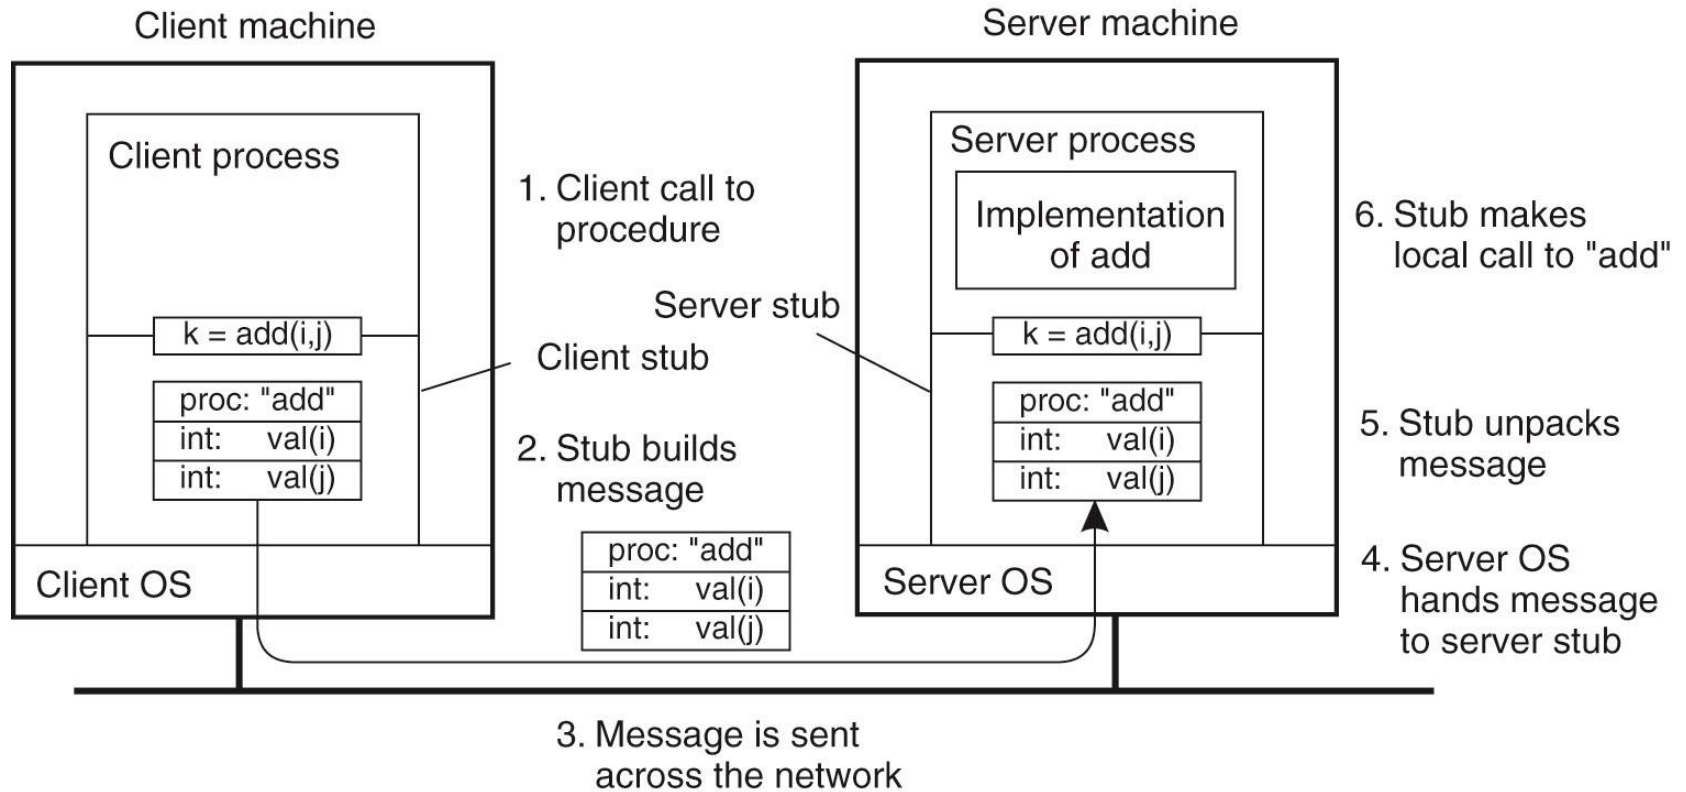 Client machine
Client process
k = add(i,j)
proc: "add"
int: val(i)
int: val(j)
Client OS
1. Client call to
procedure
Client stub
2. Stub builds
message
proc: "add"
int: val(i)
int: val(j)
3. Message is sent
across the network
Server machine
Server process
Implementation
of add
Server stub
k = add(i,j)
proc: "add"
int: val(i)
int: val(j)
Server OS
6. Stub makes
local call to "add"
5. Stub unpacks
message
4. Server OS
hands message
to server stub